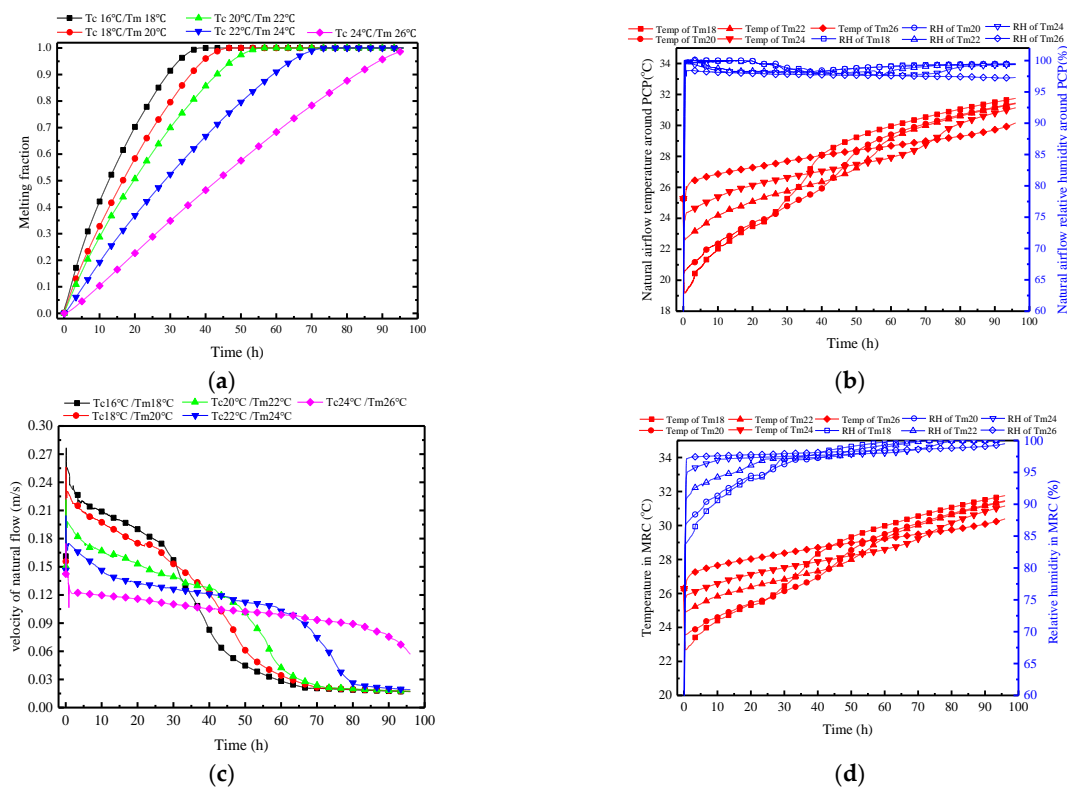 Tc 16℃/Tm 18℃ Tc 20℃/Tm 22℃
Tc 18℃/Tm 20℃ Tc 22℃/Tm 24℃ Tc 24℃/Tm 26℃
1.0
0.9
0.8
0.7
0.6
0.5
0.4
0.3
0.2
0.1
0.0
Melting fraction
0 10 20 30 40 50 60 70 80 90 100
Time (h)
(a)
Temp of Tm18 Temp of Tm22 Temp of Tm26 RH of Tm20 RH of Tm24
Temp of Tm20 Temp of Tm24 RH of Tm18 RH of Tm22 RH of Tm26
34
32
30
28
26
24
22
20
18
Natural airflow temperature around PCP(°C)
100
95
90
85
80
75
70
65
60
Natural airflow relative humidity around PCP(%)
0 10 20 30 40 50 60 70 80 90 100
Time (h)
(b)
Tc16℃/Tm18℃ Tc20℃/Tm22℃ Tc24℃/Tm26℃
Tc18℃/Tm20℃ Tc22℃/Tm24℃
0.30
0.27
0.24
0.21
0.18
0.15
0.12
0.09
0.06
0.03
0.00
velocity of natural flow (m/s)
0 10 20 30 40 50 60 70 80 90 100
Time (h)
(c)
Temp of Tm18 Temp of Tm22 Temp of Tm26 RH of Tm20 RH of Tm24
Temp of Tm20 Temp of Tm24 RH of Tm18 RH of Tm22 RH of Tm26
34
32
30
28
26
24
22
20
Temperature in MRC (°C)
100
95
90
85
80
75
70
65
60
Relative humidity in MRC (%)
0 10 20 30 40 50 60 70 80 90 100
Time (h)
(d)